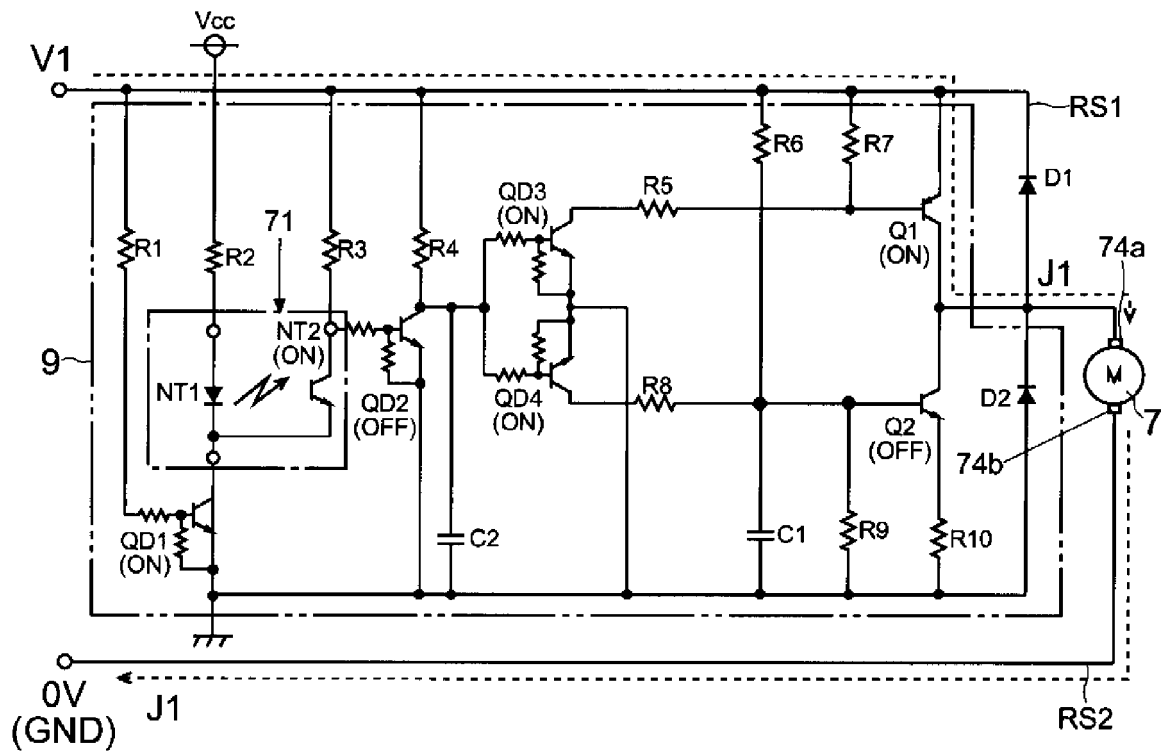 Vcc
V1
RS1
R6
R7
D1
QD3
(ON)
R5
71
R1
R2
R3
R4
Q1
(ON)
74a
J1
9
NT2
(ON)
NT1
QD2
(OFF)
QD4
(ON)
R8
D2
M
7
Q2
(OFF)
74b
QD1
(ON)
C2
C1
R9
R10
0V
(GND)
J1
RS2